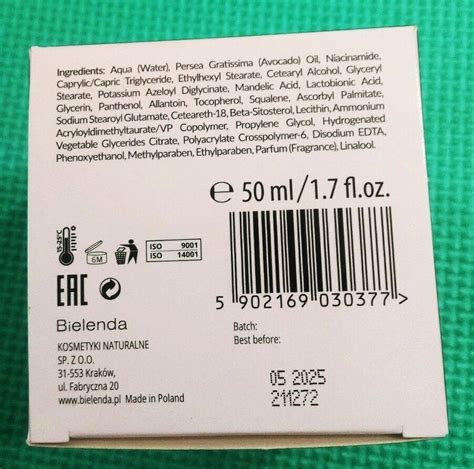 Ingredients: Aqua (Water), Persea Gratissima (Avocado) Oil, Niacinamide,
Caprylic/Capric Triglyceride, Ethylhexyl Stearate, Cetearyl Alcohol, Glyceryl
Stearate, Potassium Azeloyl Diglycinate, Mandelic Acid, Lactobionic Acid,
Glycerin, Panthenol, Allantoin, Tocopherol, Squalene, Ascorbyl Palmitate,
Sodium Stearoyl Glutamate, Ceteareth-18, Beta-Sitosterol, Lecithin, Ammonium
Acryloyldimethyltaurate/VP Copolymer, Propylene Glycol, Hydrogenated
Vegetable Glycerides Citrate, Polyacrylate Crosspolymer-6, Disodium EDTA,
Phenoxyethanol, Methylparaben, Ethylparaben, Parfum (Fragrance), Linalool.
℮ 50 ml/1.7 fl.oz.
15-25°C
6M
ISO 9001
ISO 14001
EAC
5 902169 030377 >
Bielenda
KOSMETYKI NATURALNE
SP. Z O.O.
31-553 Kraków,
ul. Fabryczna 20
www.bielenda.pl Made in Poland
Batch:
Best before:
05 2025
211272